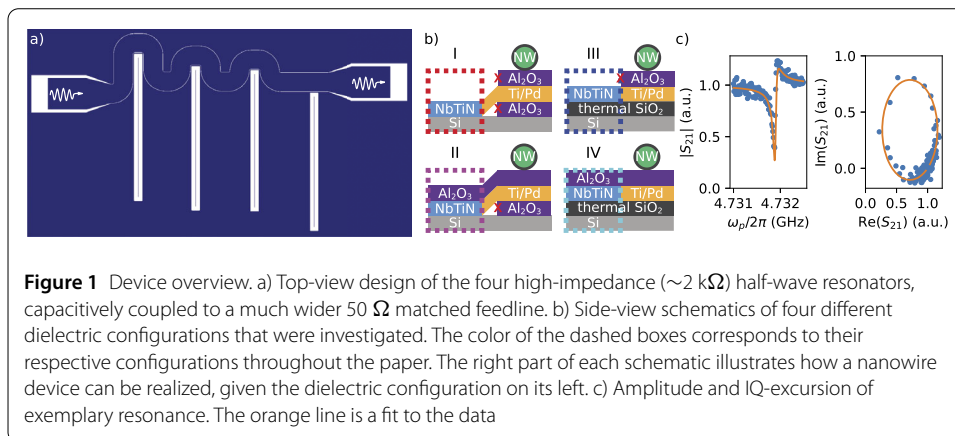 a)
b)
I
NW
Al₂O₃
Ti/Pd
NbTiN
Al₂O₃
Si
III
NW
Al₂O₃
NbTiN Ti/Pd
thermal SiO₂
Si
II
NW
Al₂O₃
Ti/Pd
NbTiN
Al₂O₃
Si
IV
NW
Al₂O₃
NbTiN Ti/Pd
thermal SiO₂
Si
c)
|S₂₁| (a.u.)
1.0
0.5
1.0
4.731 4.732
ωₚ/2π (GHz)
Im(S₂₁) (a.u.)
1.0
0.5
0.0
0.0 0.5 1.0
Re(S₂₁) (a.u.)
Figure 1 Device overview. a) Top-view design of the four high-impedance (∼2 kΩ) half-wave resonators,
capacitively coupled to a much wider 50 Ω matched feedline. b) Side-view schematics of four different
dielectric configurations that were investigated. The color of the dashed boxes corresponds to their
respective configurations throughout the paper. The right part of each schematic illustrates how a nanowire
device can be realized, given the dielectric configuration on its left. c) Amplitude and IQ-excursion of
exemplary resonance. The orange line is a fit to the data